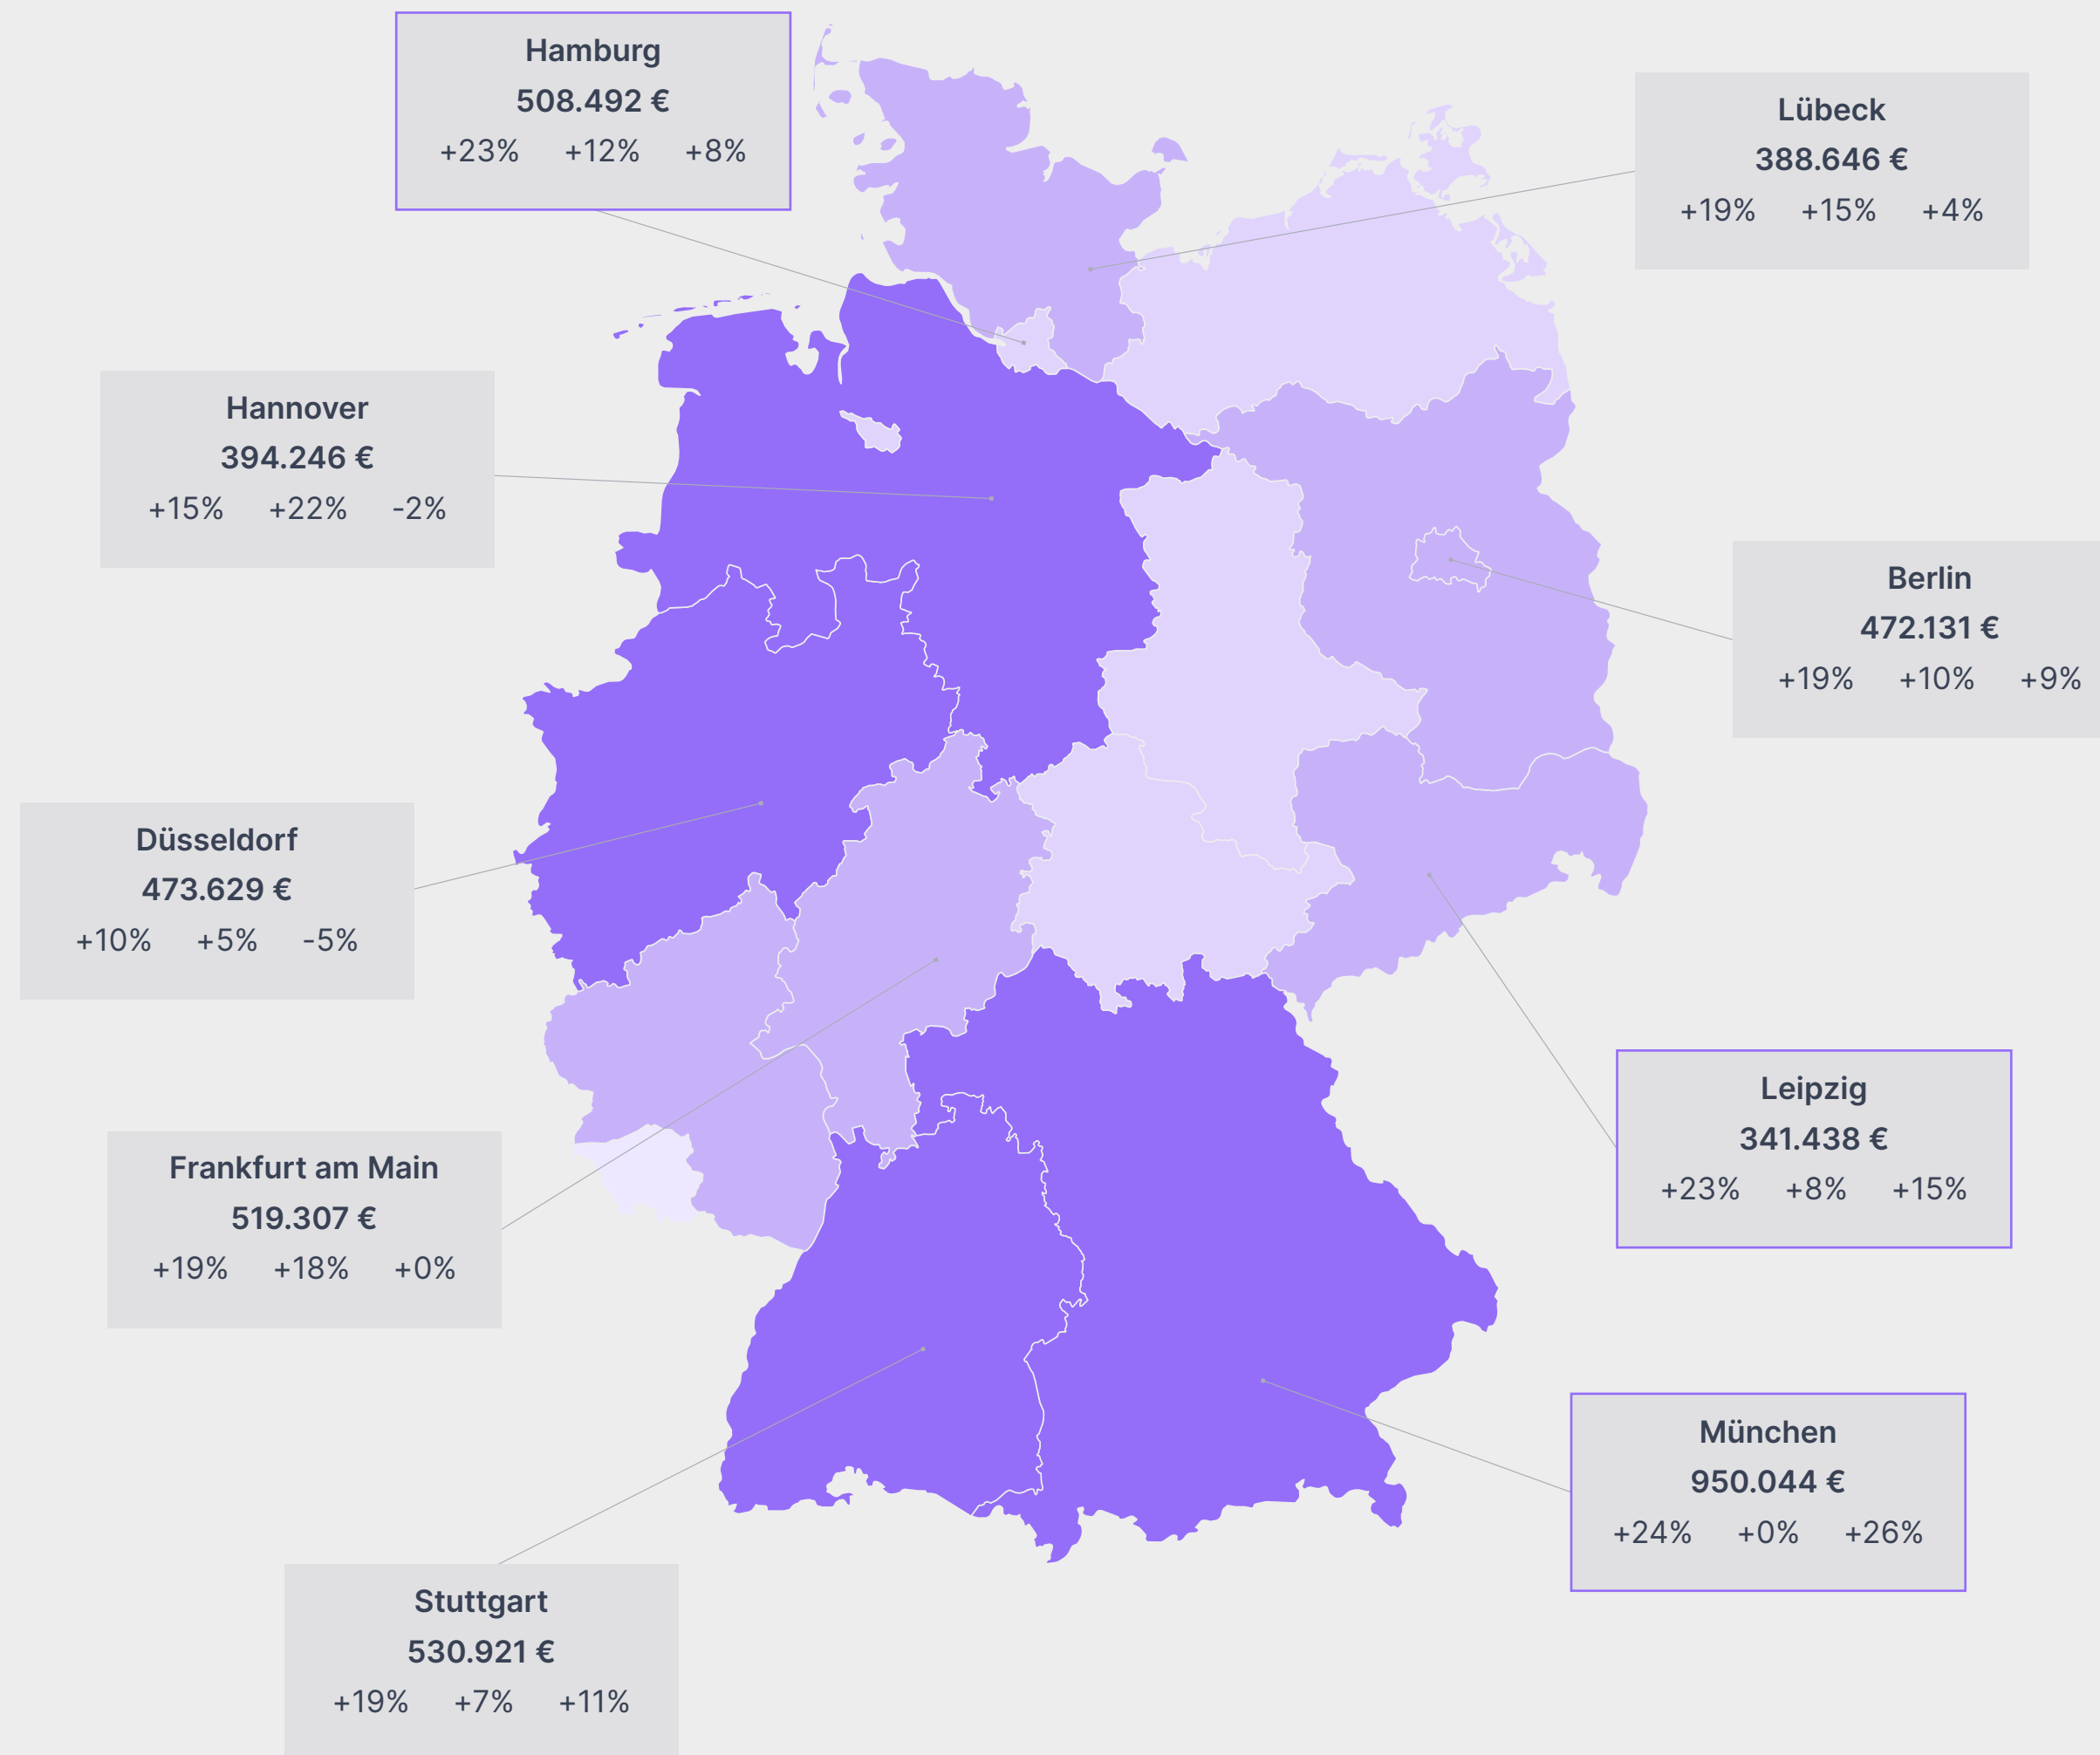 Hamburg
508.492 €
+23% +12% +8%
Lübeck
388.646 €
+19% +15% +4%
Hannover
394.246 €
+15% +22% -2%
Berlin
472.131 €
+19% +10% +9%
Düsseldorf
473.629 €
+10% +5% -5%
Leipzig
341.438 €
+23% +8% +15%
Frankfurt am Main
519.307 €
+19% +18% +0%
München
950.044 €
+24% +0% +26%
Stuttgart
530.921 €
+19% +7% +11%